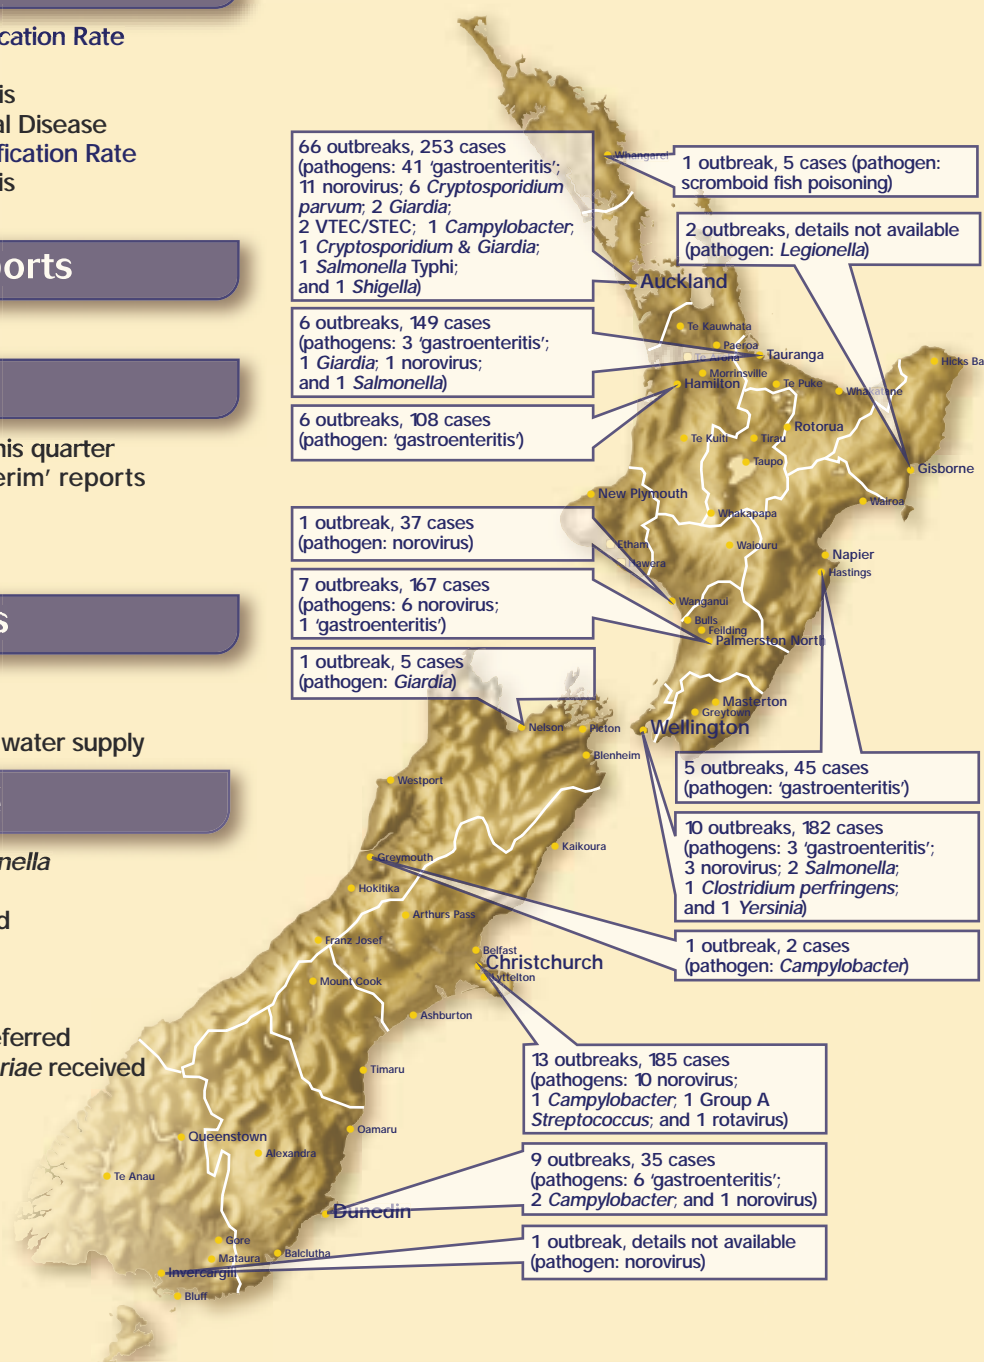 cation Rate
is
al Disease
fication Rate
is
orts
his quarter
erim’ reports
s
water supply
nella
d
eferred
riae received
66 outbreaks, 253 cases
(pathogens: 41 ‘gastroenteritis’;
11 norovirus; 6 Cryptosporidium
parvum; 2 Giardia;
2 VTEC/STEC; 1 Campylobacter;
1 Cryptosporidium & Giardia;
1 Salmonella Typhi;
and 1 Shigella)
6 outbreaks, 149 cases
(pathogens: 3 ‘gastroenteritis’;
1 Giardia; 1 norovirus;
and 1 Salmonella)
6 outbreaks, 108 cases
(pathogen: ‘gastroenteritis’)
1 outbreak, 37 cases
(pathogen: norovirus)
7 outbreaks, 167 cases
(pathogens: 6 norovirus;
1 ‘gastroenteritis’)
1 outbreak, 5 cases
(pathogen: Giardia)
1 outbreak, 5 cases (pathogen:
scromboid fish poisoning)
2 outbreaks, details not available
(pathogen: Legionella)
5 outbreaks, 45 cases
(pathogen: ‘gastroenteritis’)
10 outbreaks, 182 cases
(pathogens: 3 ‘gastroenteritis’;
3 norovirus; 2 Salmonella;
1 Clostridium perfringens;
and 1 Yersinia)
1 outbreak, 2 cases
(pathogen: Campylobacter)
13 outbreaks, 185 cases
(pathogens: 10 norovirus;
1 Campylobacter; 1 Group A
Streptococcus; and 1 rotavirus)
9 outbreaks, 35 cases
(pathogens: 6 ‘gastroenteritis’;
2 Campylobacter; and 1 norovirus)
1 outbreak, details not available
(pathogen: norovirus)
Whangarei
Auckland
Te Kauwhata
Paeroa
Te Aroha
Tauranga
Morrinsville
Hamilton
Te Puke
Whakatane
Hicks Ba
Rotorua
Te Kuiti
Tirau
Taupo
Gisborne
New Plymouth
Wairoa
Whakapapa
Etham
Waiouru
Napier
Hawera
Hastings
Wanganui
Bulls
Feilding
Palmerston North
Masterton
Greytown
Wellington
Nelson
Picton
Blenheim
Westport
Kaikoura
Greymouth
Hokitika
Arthurs Pass
Franz Josef
Belfast
Christchurch
Lyttelton
Mount Cook
Ashburton
Timaru
Oamaru
Queenstown
Alexandra
Te Anau
Dunedin
Gore
Mataura
Balclutha
Invercargill
Bluff